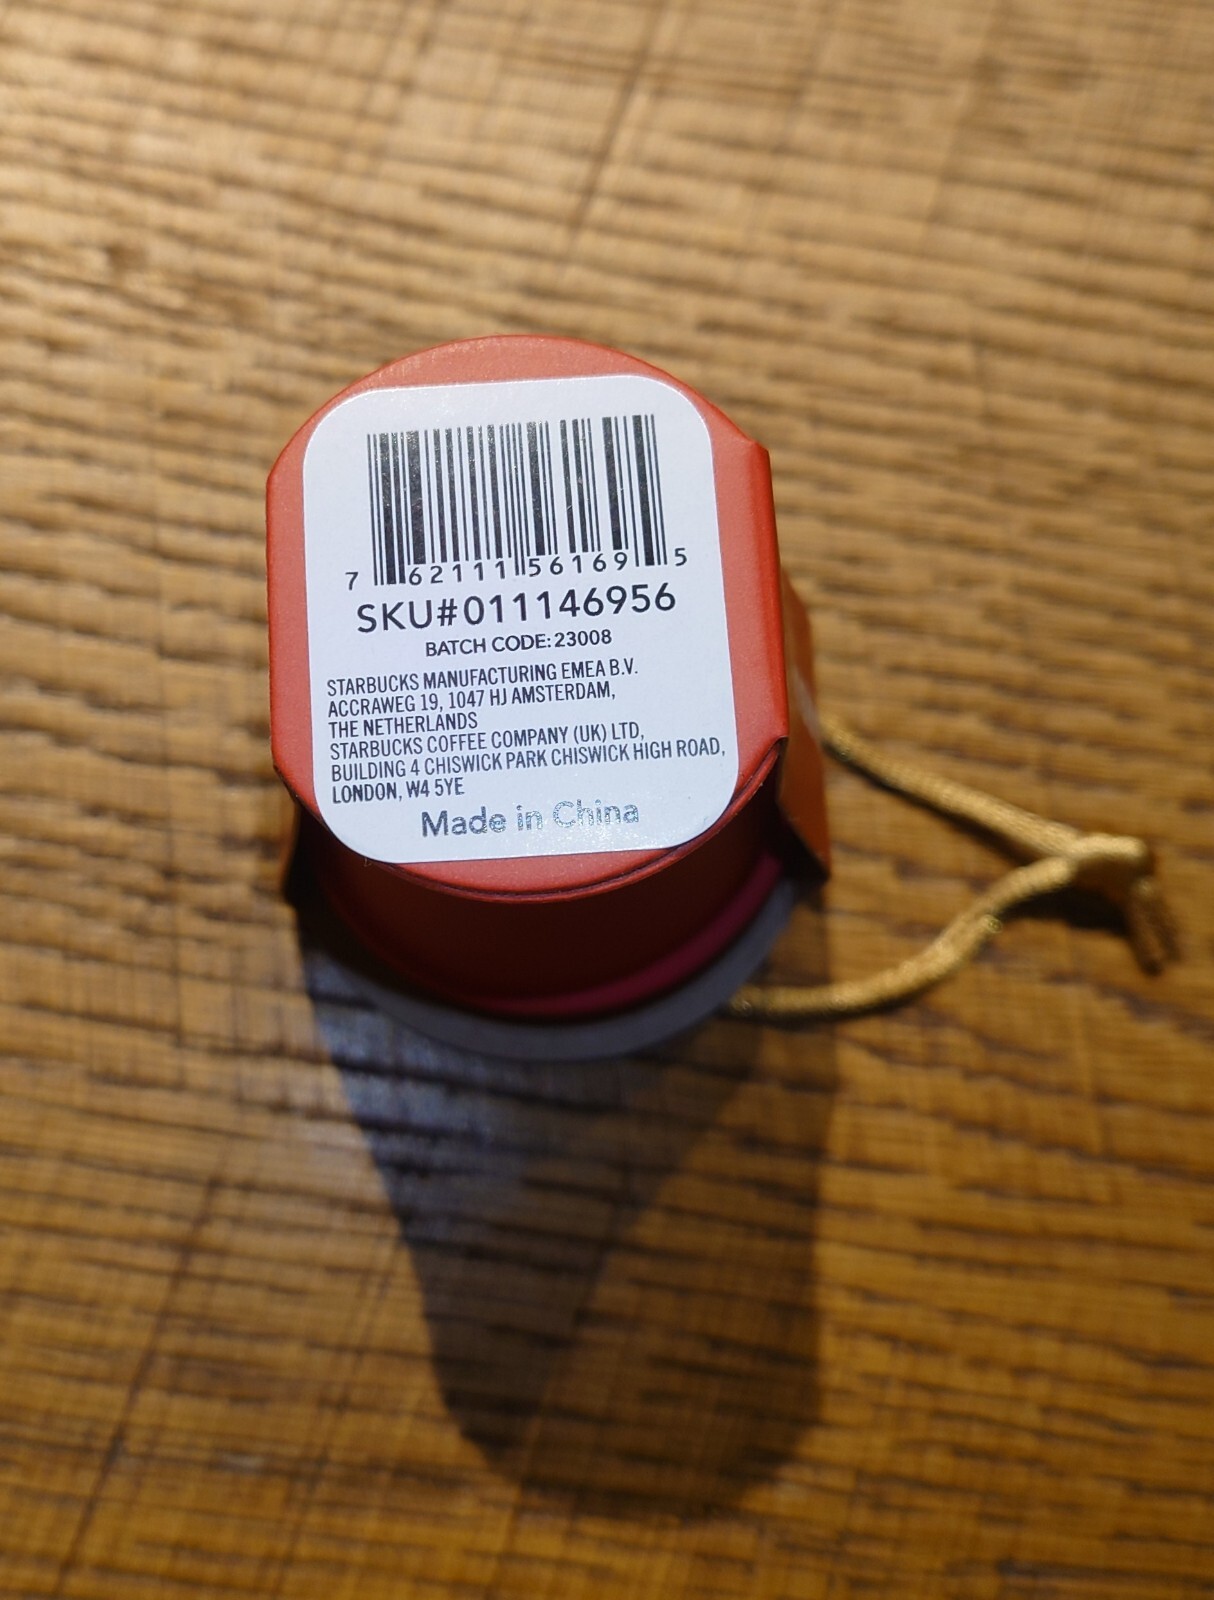 7 62111 56169 5
SKU#011146956
BATCH CODE:23008
STARBUCKS MANUFACTURING EMEA B.V.
ACCRAWEG 19, 1047 HJ AMSTERDAM,
THE NETHERLANDS
STARBUCKS COFFEE COMPANY (UK) LTD,
BUILDING 4 CHISWICK PARK CHISWICK HIGH ROAD,
LONDON, W4 5YE
Made in China